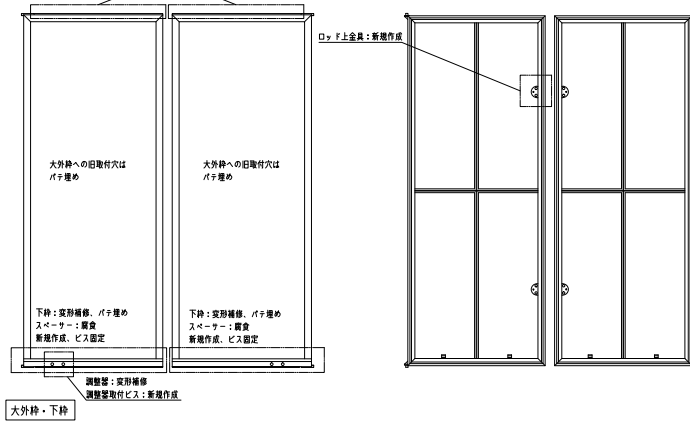 ロッド上金具：新規作成
大外枠への旧取付穴は
パテ埋め
大外枠への旧取付穴は
パテ埋め
下枠：変形補修、パテ埋め
スペーサー：腐食
新規作成、ビス固定
下枠：変形補修、パテ埋め
スペーサー：腐食
新規作成、ビス固定
調整器：変形補修
調整器取付ビス：新規作成
大外枠・下枠